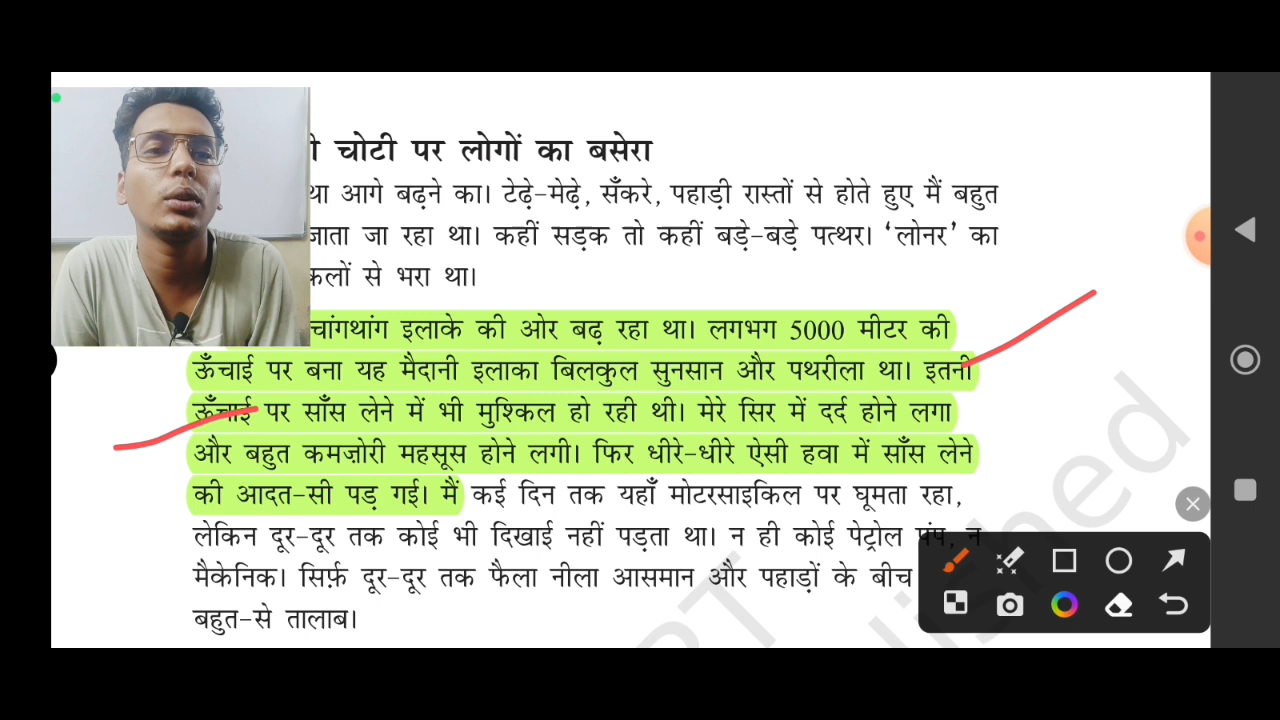 चोटी पर लोगों का बसेरा
था आगे बढ़ने का। टेढ़े-मेढ़े, सँकरे, पहाड़ी रास्तों से होते हुए मैं बहुत
जाता जा रहा था। कहीं सड़क तो कहीं बड़े-बड़े पत्थर। ‘लोनर’ का
से भरा था।
चांगथांग इलाके की ओर बढ़ रहा था। लगभग 5000 मीटर की
ऊँचाई पर बना यह मैदानी इलाका बिलकुल सुनसान और पथरीला था। इतनी
ऊँचाई पर साँस लेने में भी मुश्किल हो रही थी। मेरे सिर में दर्द होने लगा
और बहुत कमज़ोरी महसूस होने लगी। फिर धीरे-धीरे ऐसी हवा में साँस लेने
की आदत-सी पड़ गई। मैं कई दिन तक यहाँ मोटरसाइकिल पर घूमता रहा,
लेकिन दूर-दूर तक कोई भी दिखाई नहीं पड़ता था। न ही कोई पेट्रोल पंप, न
मैकेनिक। सिर्फ़ दूर-दूर तक फैला नीला आसमान और पहाड़ों के बीच
बहुत-से तालाब।